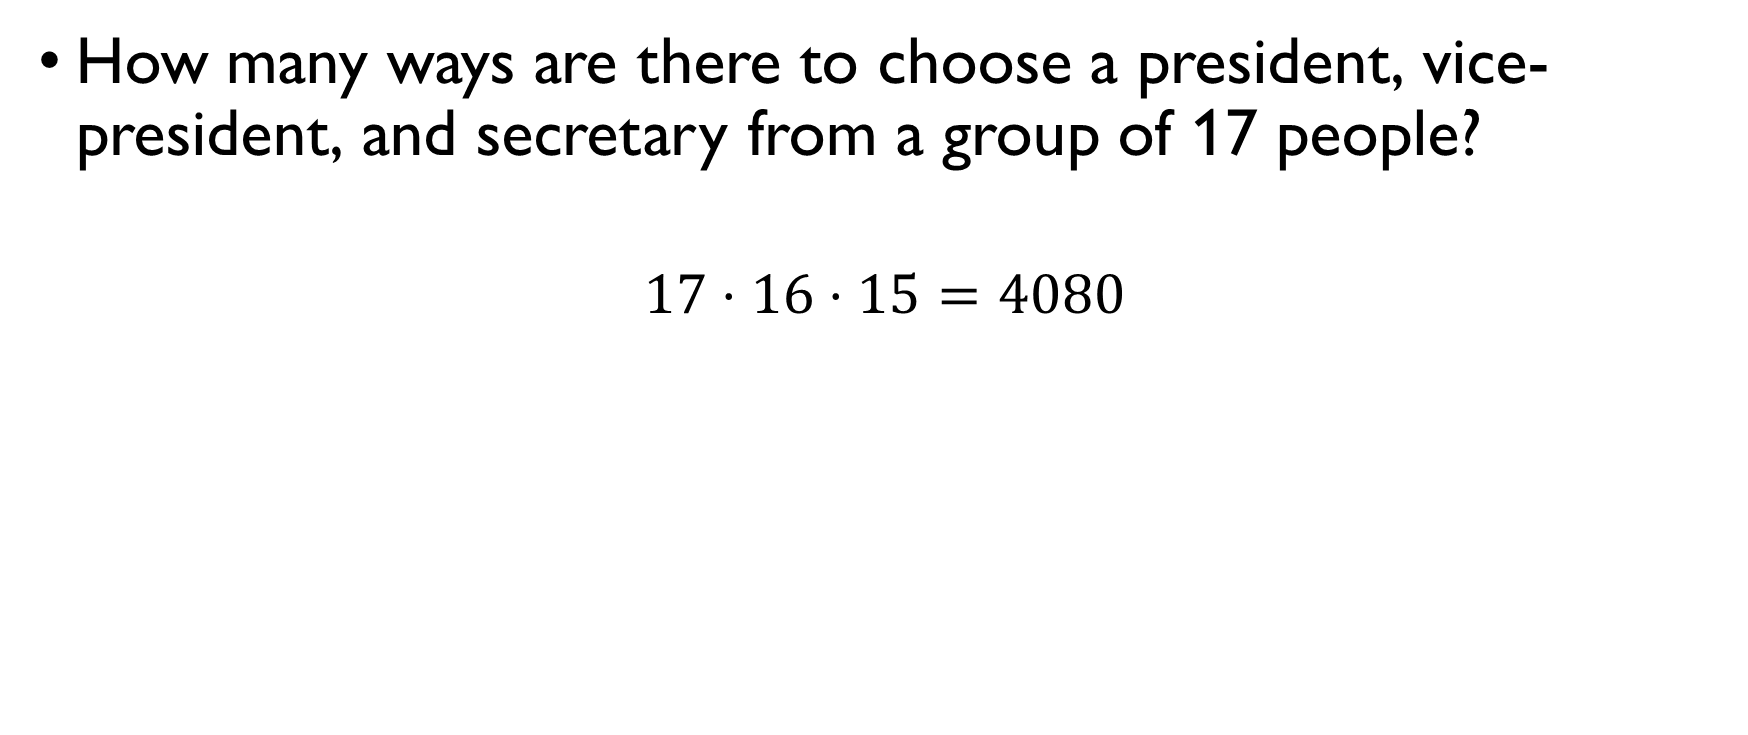 • How many ways are there to choose a president, vice-
president, and secretary from a group of 17 people?
17 · 16 · 15 = 4080